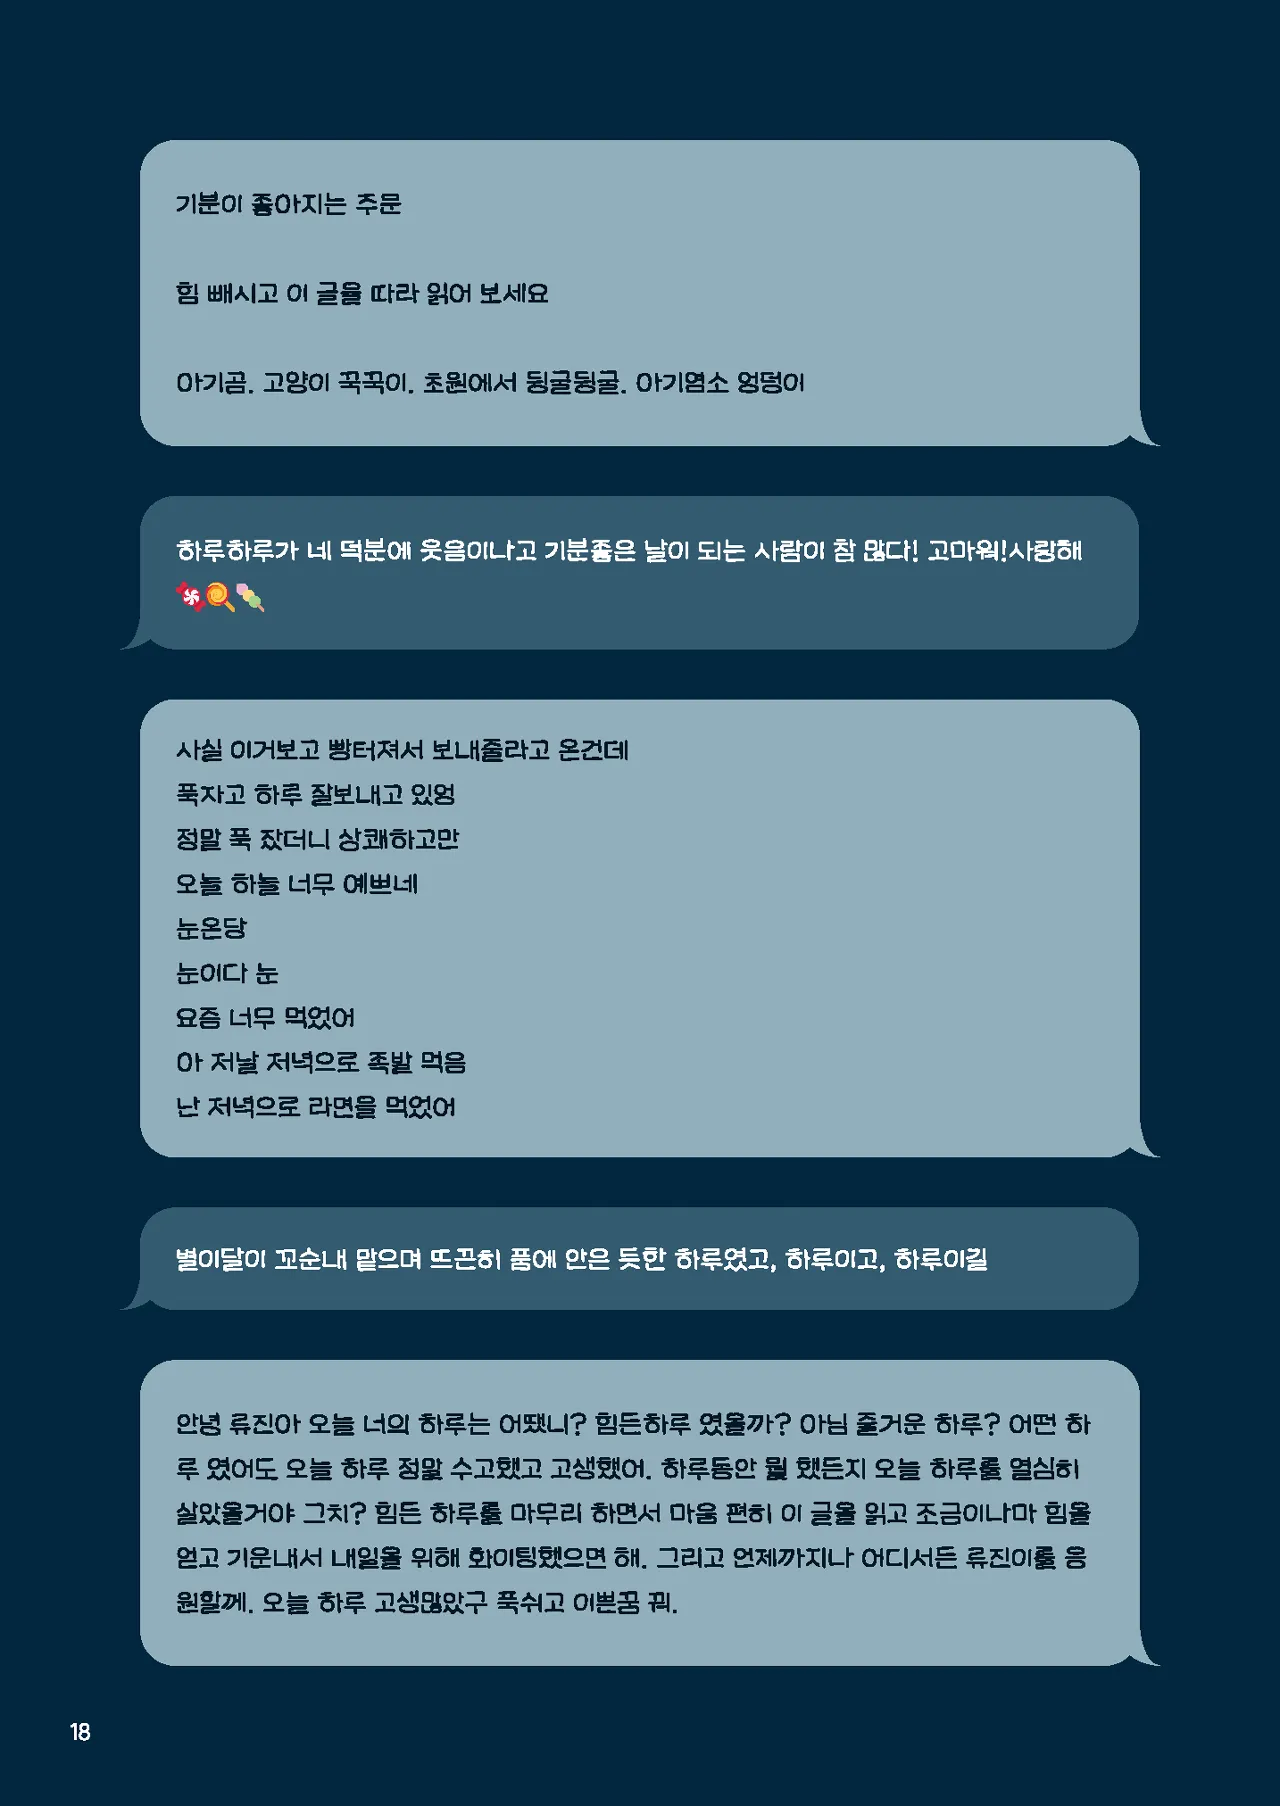 기분이 좋아지는 주문
힘 빼시고 이 글을 따라 읽어 보세요
아기곰. 고양이 꾹꾹이. 초원에서 뒹굴뒹굴. 아기염소 엉덩이
하루하루가 네 덕분에 웃음이나고 기분좋은 날이 되는 사람이 참 많다! 고마워!사랑해
🍬🍭🍡
사실 이거보고 빵터져서 보내줄라고 온건데
푹자고 하루 잘보내고 있엉
정말 푹 잤더니 상쾌하고만
오늘 하늘 너무 예쁘네
눈온당
눈이다 눈
요즘 너무 먹었어
아 저날 저녁으로 족발 먹음
난 저녁으로 라면을 먹었어
별이달이 꼬순내 맡으며 뜨끈히 품에 안은 듯한 하루였고, 하루이고, 하루이길
안녕 류진아 오늘 너의 하루는 어땠니? 힘든하루 였을까? 아님 즐거운 하루? 어떤 하
루 였어도 오늘 하루 정말 수고했고 고생했어. 하루동안 뭘 했든지 오늘 하루를 열심히
살았을거야 그치? 힘든 하루를 마무리 하면서 마음 편히 이 글을 읽고 조금이나마 힘을
얻고 기운내서 내일을 위해 화이팅했으면 해. 그리고 언제까지나 어디서든 류진이를 응
원할께. 오늘 하루 고생많았구 푹쉬고 이쁜꿈 꿔.
18